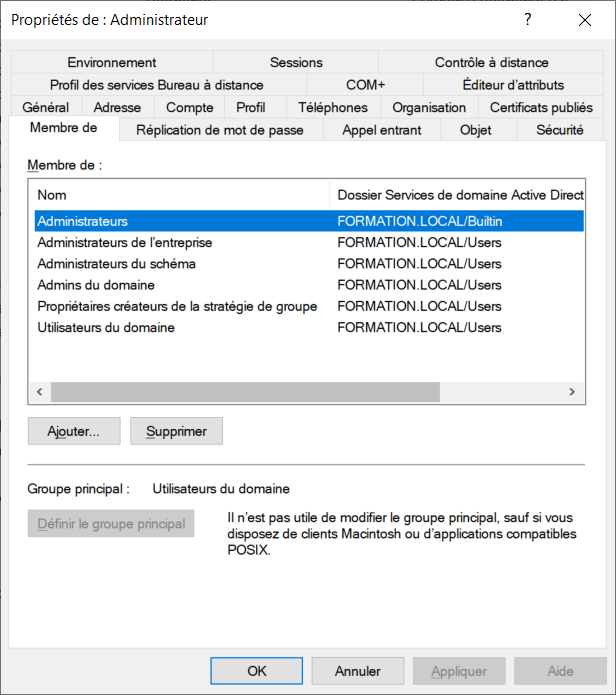 Propriétés de : Administrateur
?
Environnement
Sessions
Contrôle à distance
Profil des services Bureau à distance
COM+
Éditeur d’attributs
Général
Adresse
Compte
Profil
Téléphones
Organisation
Certificats publiés
Membre de
Réplication de mot de passe
Appel entrant
Objet
Sécurité
Membre de :
Nom Dossier Services de domaine Active Direct
Administrateurs FORMATION.LOCAL/Builtin
Administrateurs de l’entreprise FORMATION.LOCAL/Users
Administrateurs du schéma FORMATION.LOCAL/Users
Admins du domaine FORMATION.LOCAL/Users
Propriétaires créateurs de la stratégie de groupe FORMATION.LOCAL/Users
Utilisateurs du domaine FORMATION.LOCAL/Users
Ajouter...
Supprimer
Groupe principal : Utilisateurs du domaine
Définir le groupe principal
Il n’est pas utile de modifier le groupe principal, sauf si vous
disposez de clients Macintosh ou d’applications compatibles
POSIX.
OK
Annuler
Appliquer
Aide